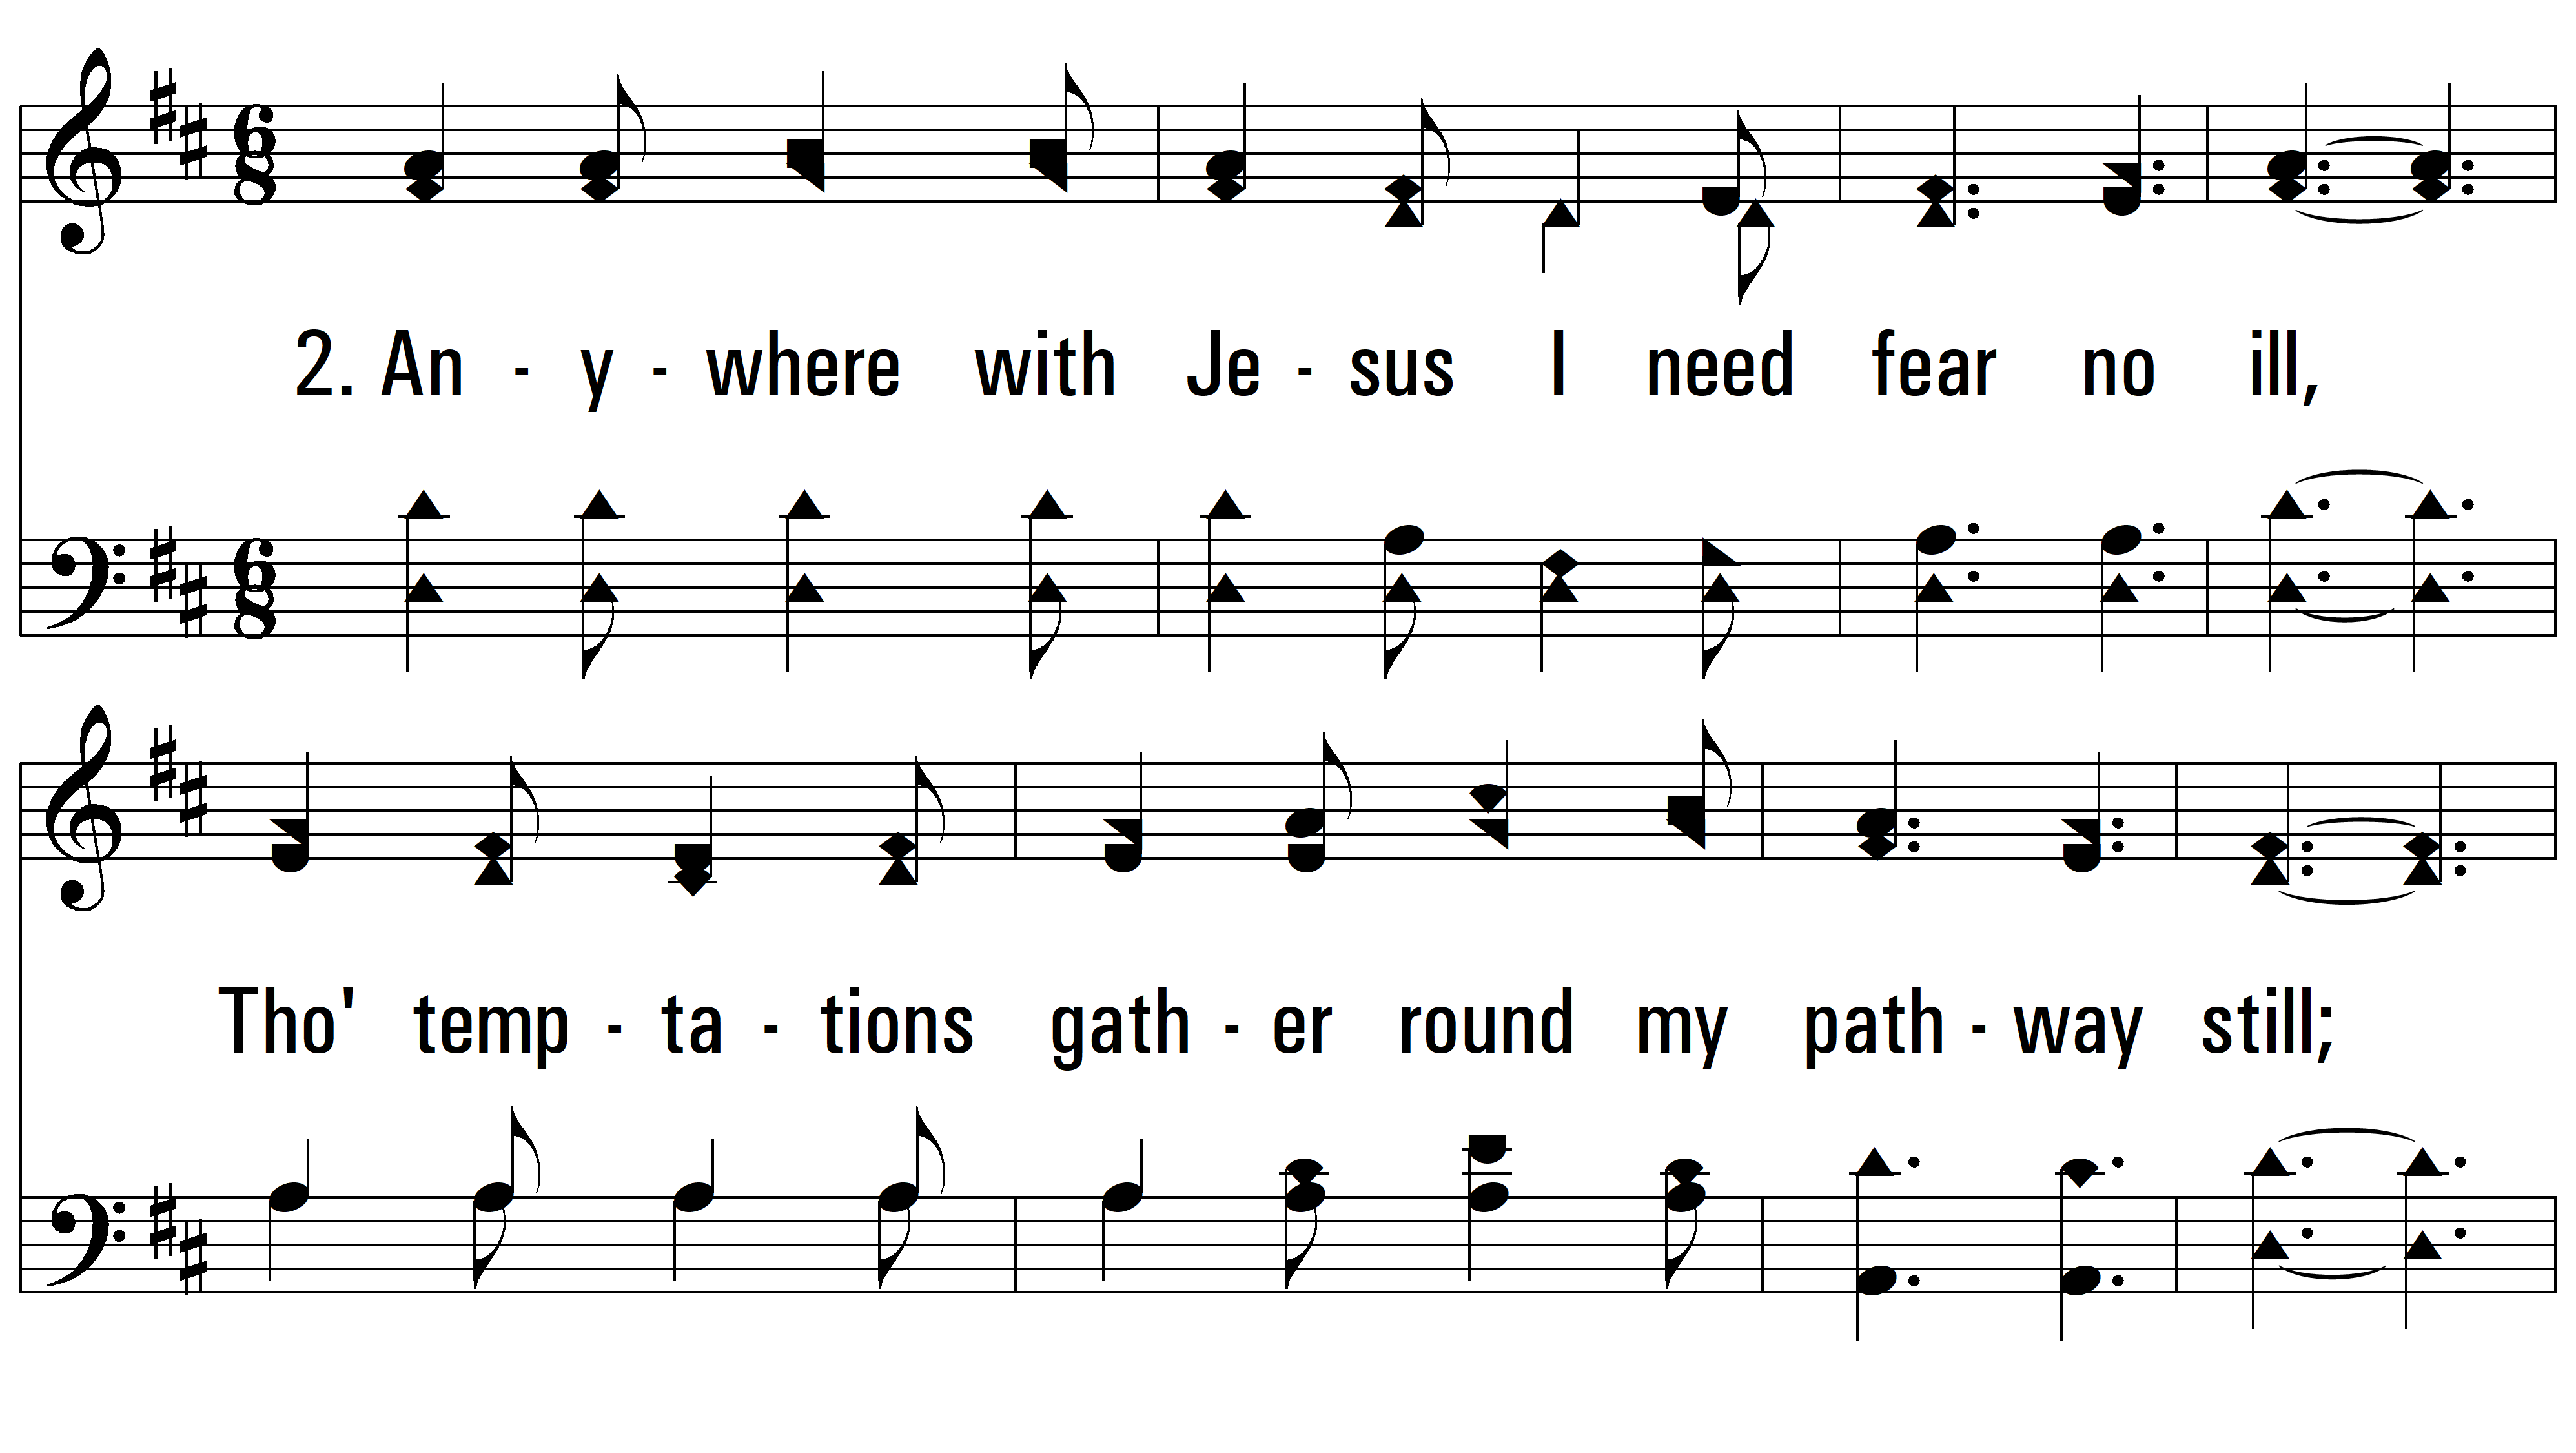 2. An - y - where with Je - sus I need fear no ill,
Tho' temp - ta - tions gath - er round my path - way still;